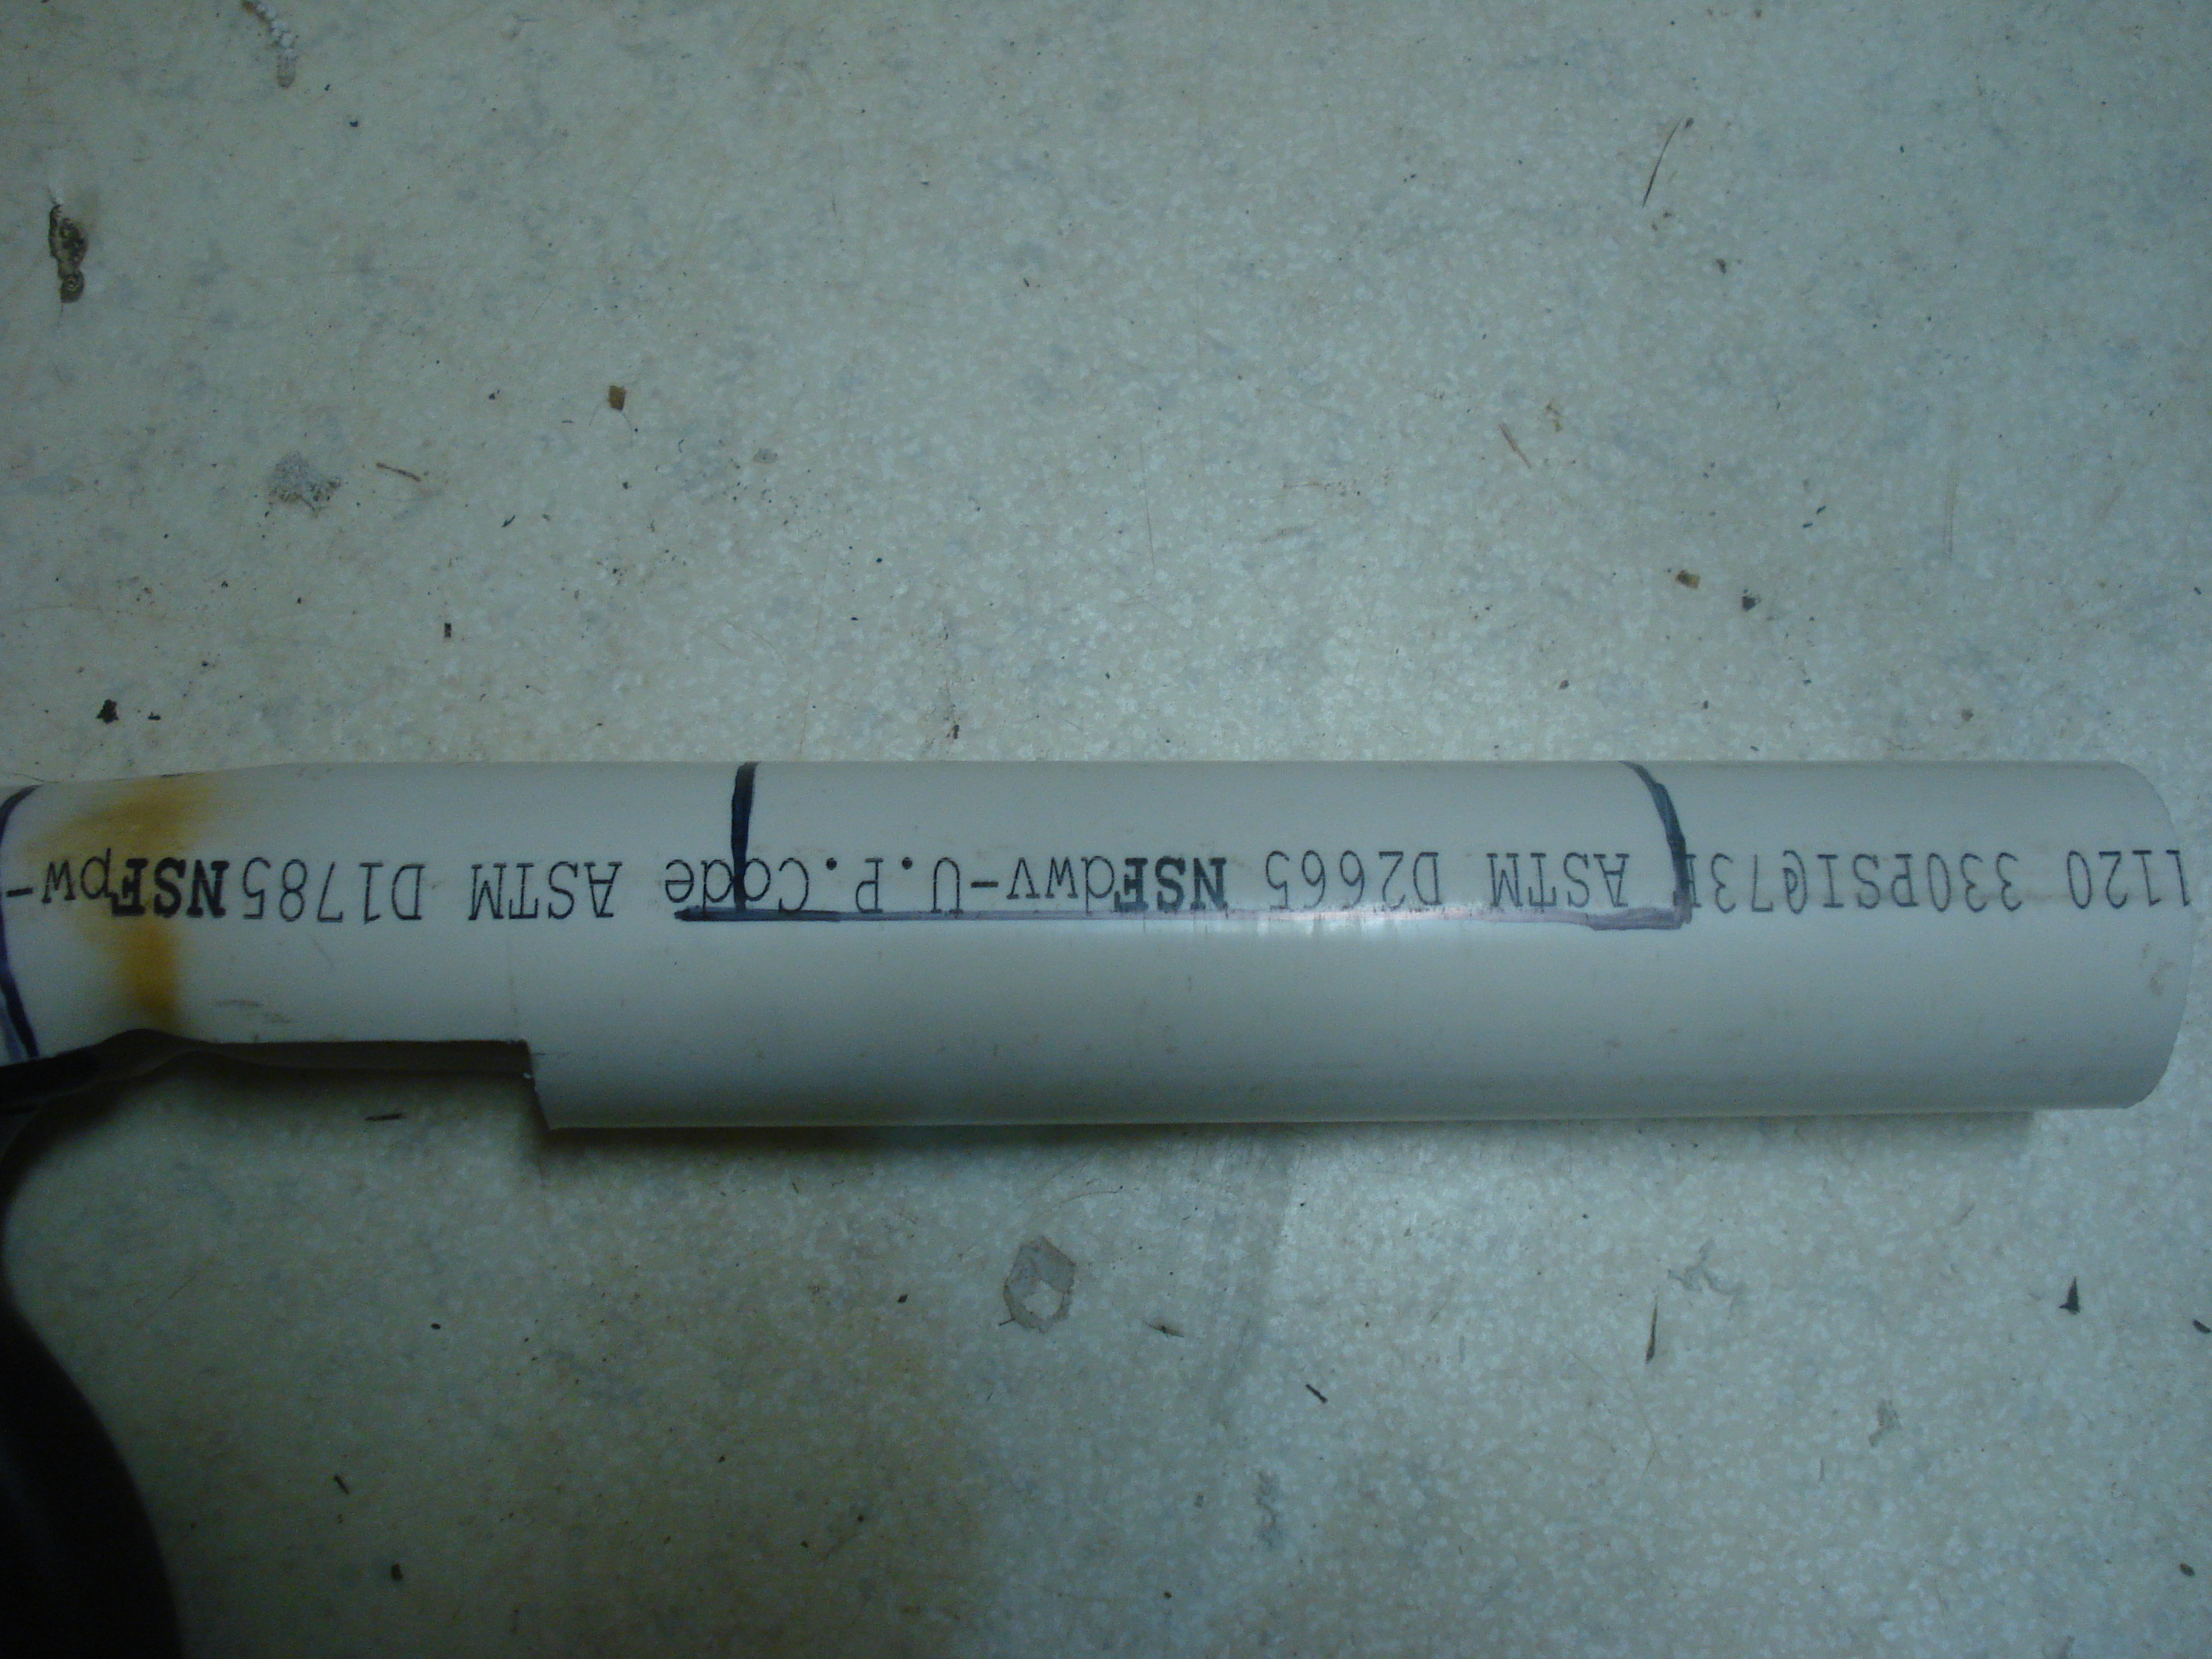 1120 330PSI@73F ASTM D2665 NSFdwv-U.P.Code ASTM D1785NSFpw-